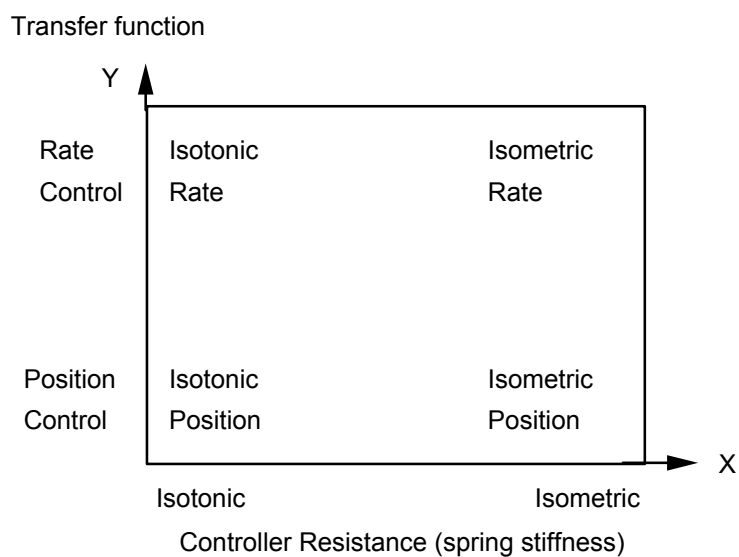 Transfer function
Y
Rate Isotonic Isometric
Control Rate Rate
Position Isotonic Isometric
Control Position Position
X
Isotonic Isometric
Controller Resistance (spring stiffness)